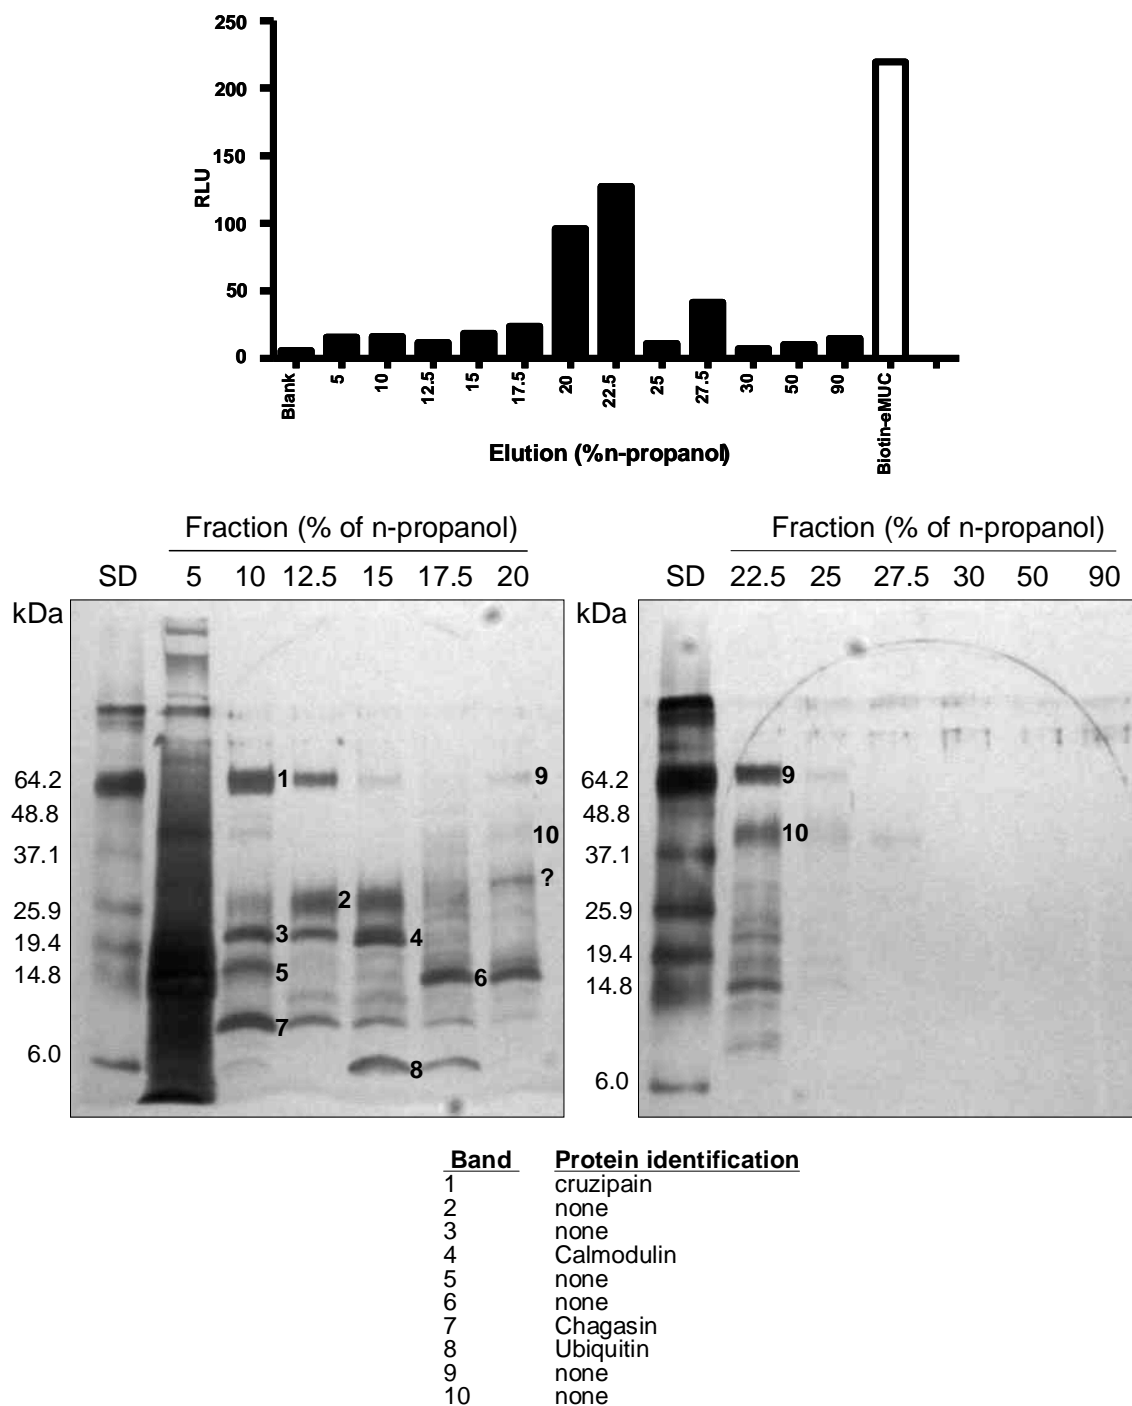 250
200
150
100
50
0
RLU
Blank 5 10 12.5 15 17.5 20 22.5 25 27.5 30 50 90 Biotin-eMUC
Elution (%n-propanol)
Fraction (% of n-propanol)
SD 5 10 12.5 15 17.5 20
kDa
64.2
48.8
37.1
25.9
19.4
14.8
6.0
1
2
3
4
5
6
7
8
9
10
?
Fraction (% of n-propanol)
SD 22.5 25 27.5 30 50 90
kDa
64.2
48.8
37.1
25.9
19.4
14.8
6.0
9
10
Band Protein identification
1 cruzipain
2 none
3 none
4 Calmodulin
5 none
6 none
7 Chagasin
8 Ubiquitin
9 none
10 none